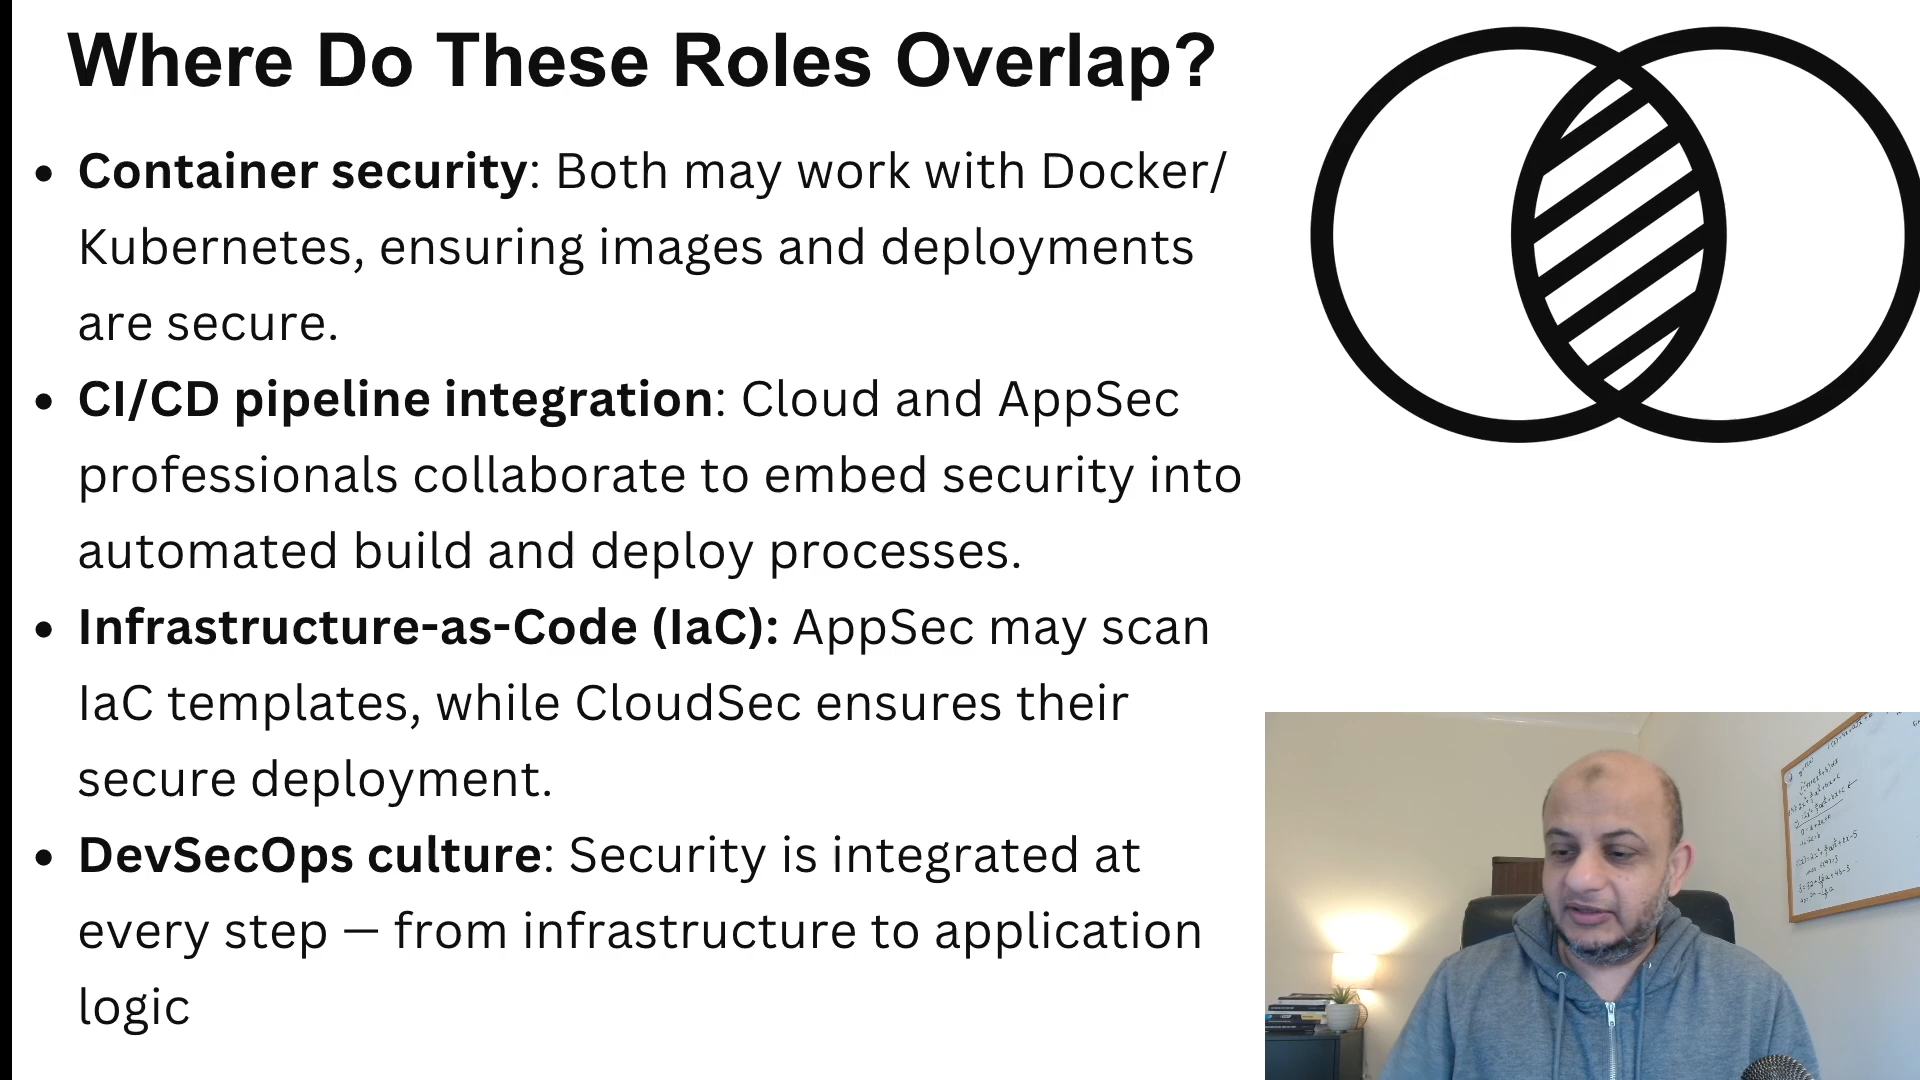 Where Do These Roles Overlap?
• Container security: Both may work with Docker/
Kubernetes, ensuring images and deployments
are secure.
• CI/CD pipeline integration: Cloud and AppSec
professionals collaborate to embed security into
automated build and deploy processes.
• Infrastructure-as-Code (IaC): AppSec may scan
IaC templates, while CloudSec ensures their
secure deployment.
• DevSecOps culture: Security is integrated at
every step — from infrastructure to application
logic